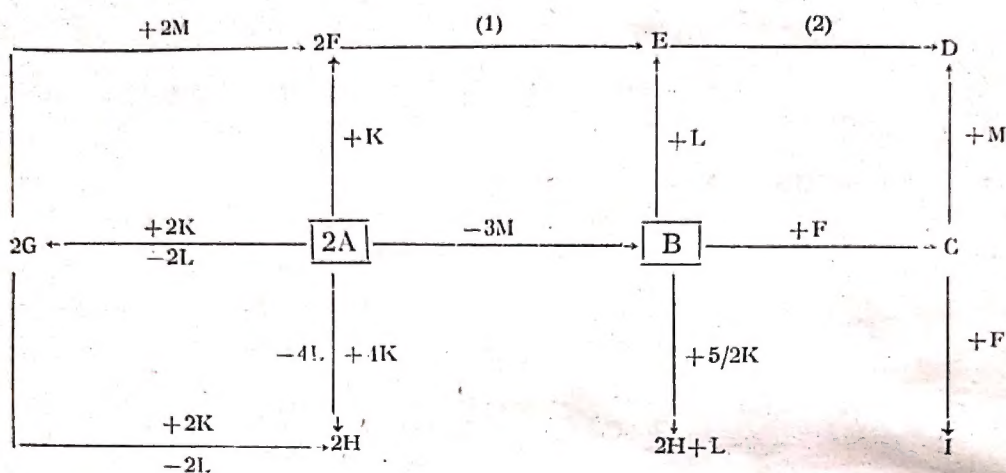 +2M (1) (2)
2F E D
+K +L +M
+2K −3M +F
2G 2A B C
−2L
−4L +4K +5/2K +F
+2K
2H 2H+L I
−2L